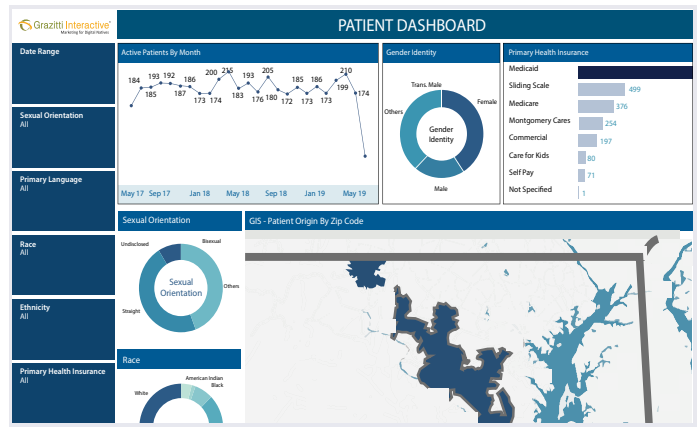 Grazitti Interactive
Marketing for Digital Natives
PATIENT DASHBOARD
Date Range
Sexual Orientation
All
Primary Language
All
Race
All
Ethnicity
All
Primary Health Insurance
All
Active Patients By Month
184
185
193
192
187
186
173
200
174
215
183
193
176
205
180
172
185
173
186
173
199
210
174
May 17
Sep 17
Jan 18
May 18
Sep 18
Jan 19
May 19
Gender Identity
Trans. Male
Female
Others
Gender
Identity
Male
Primary Health Insurance
Medicaid
Sliding Scale
499
Medicare
376
Montgomery Cares
254
Commercial
197
Care for Kids
80
Self Pay
71
Not Specified
1
Sexual Orientation
Undisclosed
Bisexual
Sexual
Orientation
Others
Straight
Race
American Indian
Black
White
GIS - Patient Origin By Zip Code